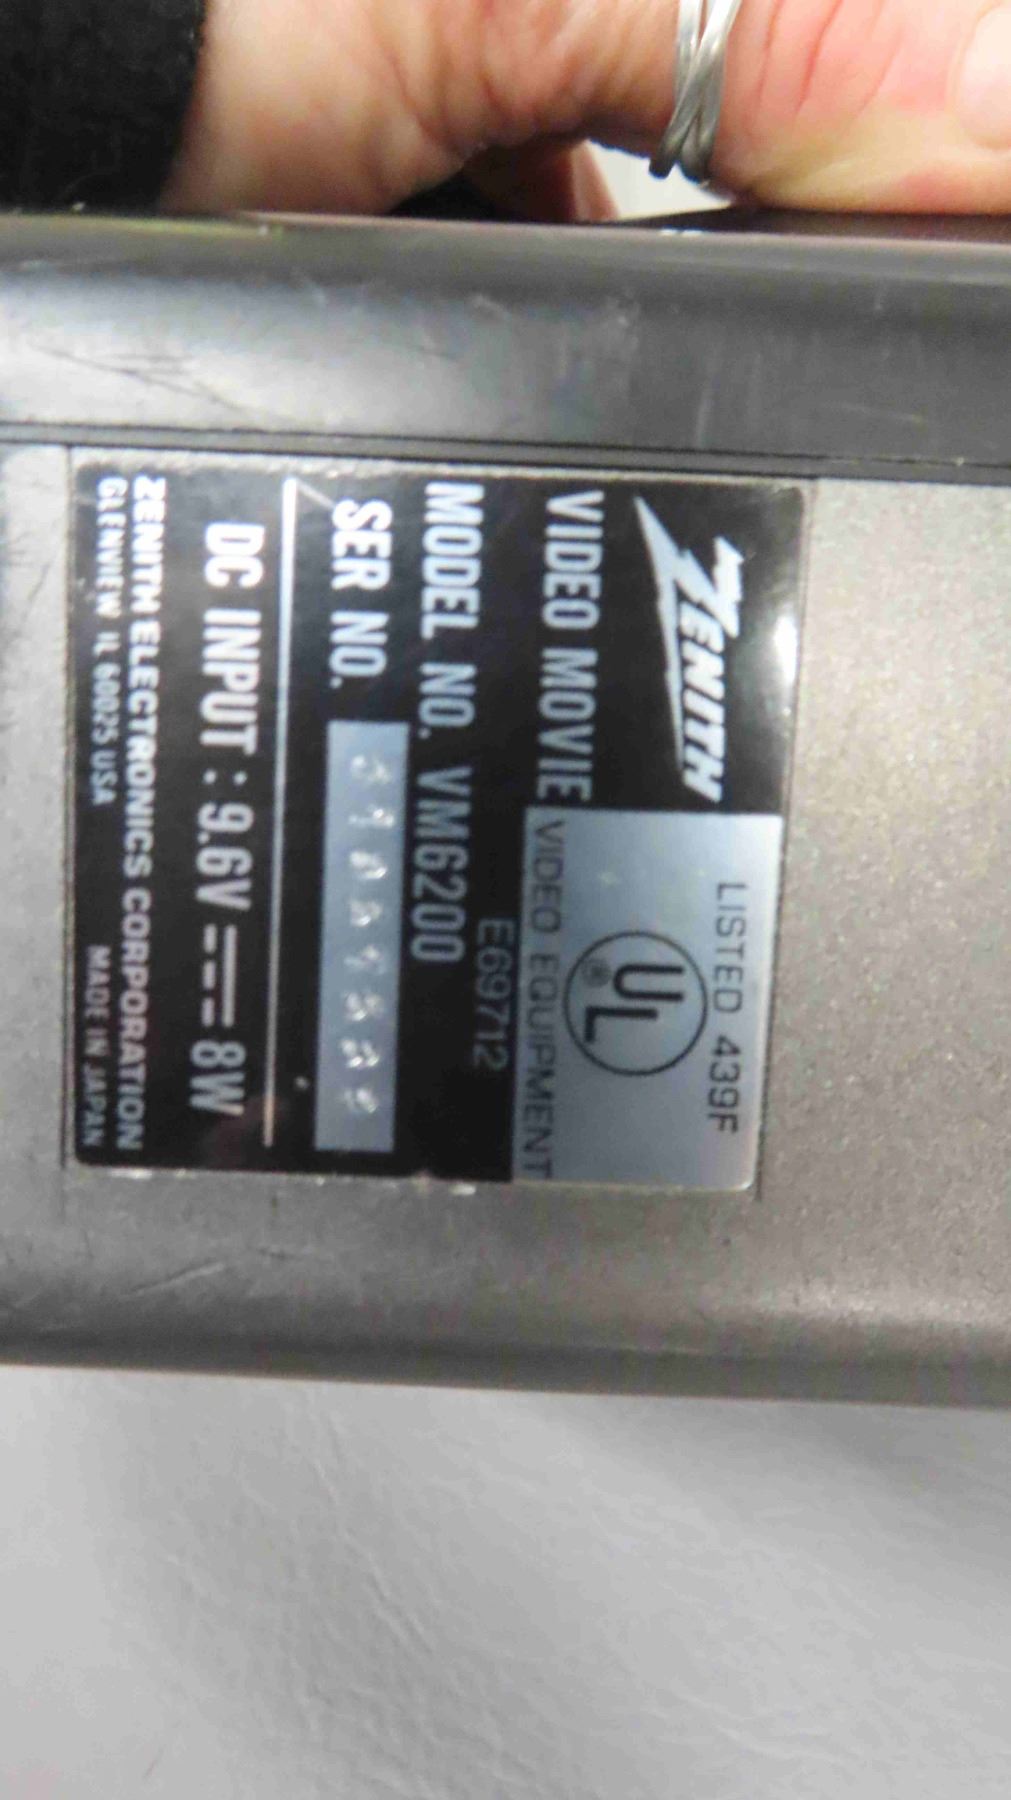 ZENITH
VIDEO MOVIE
MODEL NO. VM6200
SER NO.
DC INPUT : 9.6V 8W
ZENITH ELECTRONICS CORPORATION
GLENVIEW IL 60025 USA MADE IN JAPAN
LISTED 439F
UL
®
VIDEO EQUIPMENT
E69712